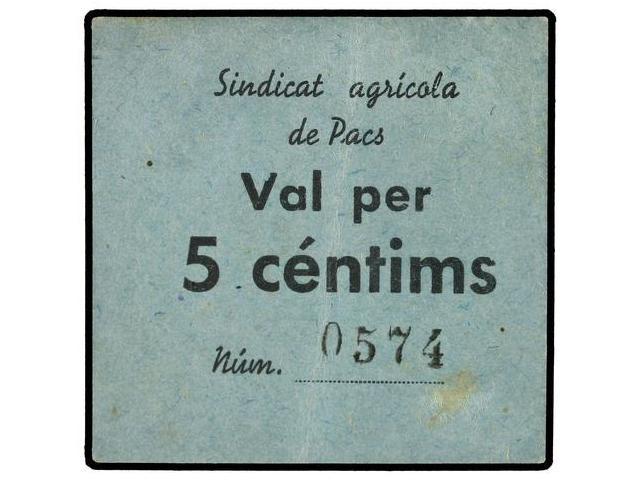 Sindicat agrícola
de Pacs
Val per
5 céntims
Núm. 0574